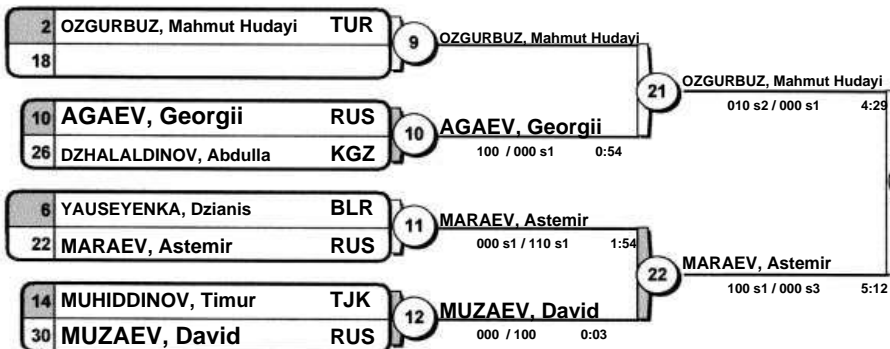 2 OZGURBUZ, Mahmut Hudayi TUR
18
9
OZGURBUZ, Mahmut Hudayi
10 AGAEV, Georgii RUS
26 DZHALALDINOV, Abdulla KGZ
10
AGAEV, Georgii
100 / 000 s1 0:54
21
OZGURBUZ, Mahmut Hudayi
010 s2 / 000 s1 4:29
6 YAUSEYENKA, Dzianis BLR
22 MARAEV, Astemir RUS
11
MARAEV, Astemir
000 s1 / 110 s1 1:54
14 MUHIDDINOV, Timur TJK
30 MUZAEV, David RUS
12
MUZAEV, David
000 / 100 0:03
22
MARAEV, Astemir
100 s1 / 000 s3 5:12